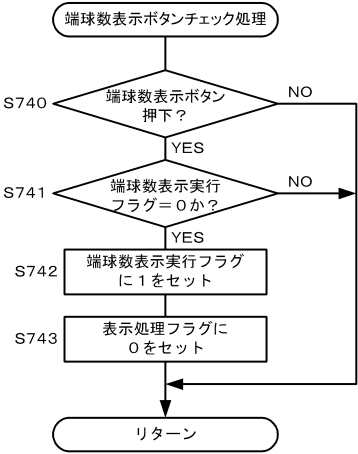 端球数表示ボタンチェック処理
S740
端球数表示ボタン
押下？
NO
YES
S741
端球数表示実行
フラグ＝０か？
NO
YES
S742
端球数表示実行フラグ
に１をセット
S743
表示処理フラグに
０をセット
リターン